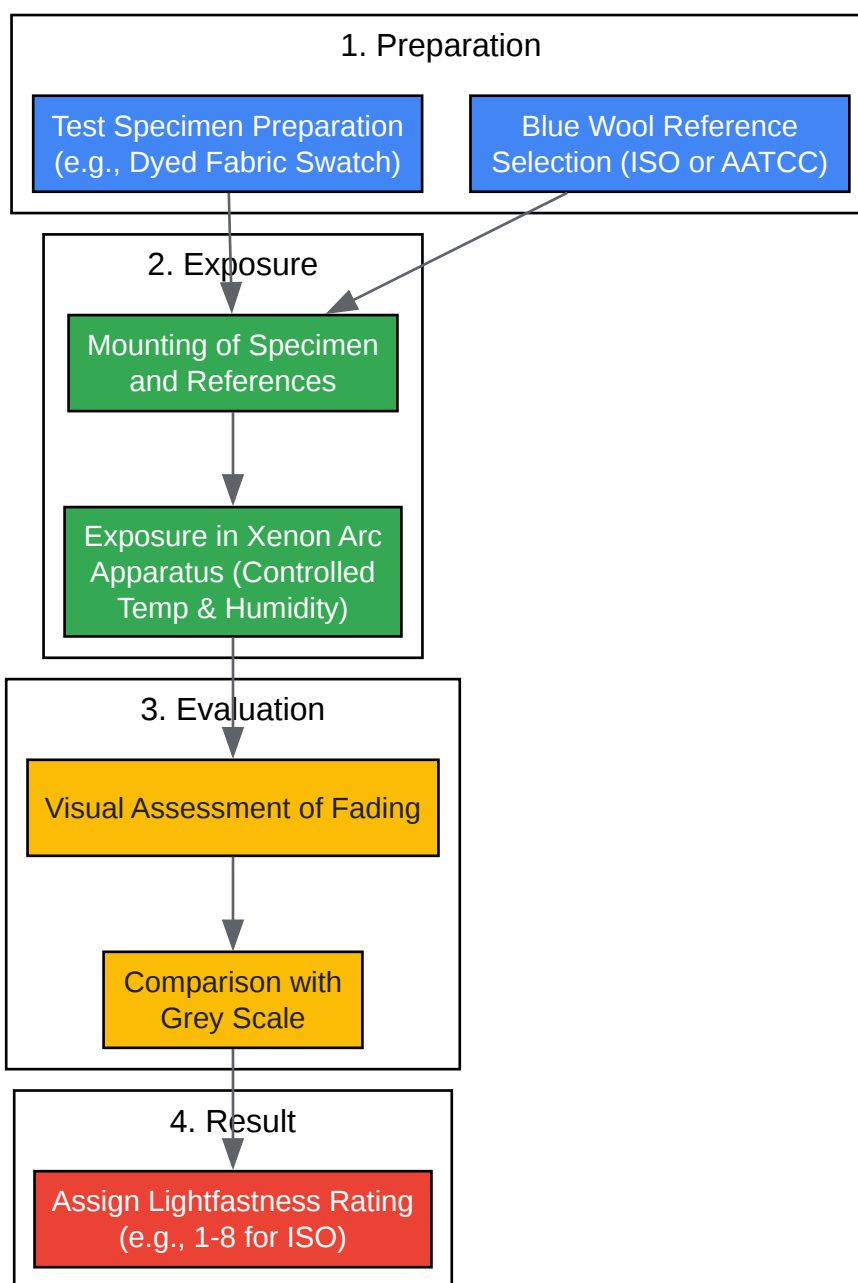 1. Preparation
Test Specimen Preparation
(e.g., Dyed Fabric Swatch)
Blue Wool Reference
Selection (ISO or AATCC)
2. Exposure
Mounting of Specimen
and References
Exposure in Xenon Arc
Apparatus (Controlled
Temp & Humidity)
3. Evaluation
Visual Assessment of Fading
Comparison with
Grey Scale
4. Result
Assign Lightfastness Rating
(e.g., 1-8 for ISO)